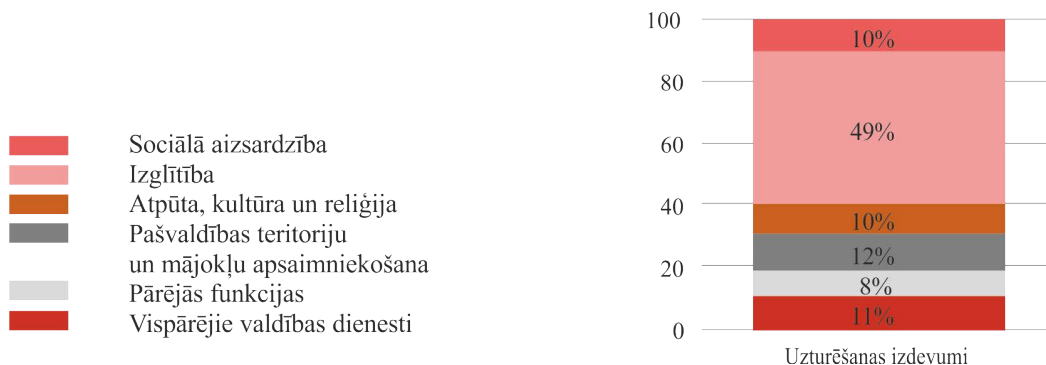 Sociālā aizsardzība
Izglītība
Atpūta, kultūra un reliģija
Pašvaldības teritoriju
un mājokļu apsaimniekošana
Pārējās funkcijas
Vispārējie valdības dienesti
100
80
60
40
20
0
10%
49%
10%
12%
8%
11%
Uzturēšanas izdevumi